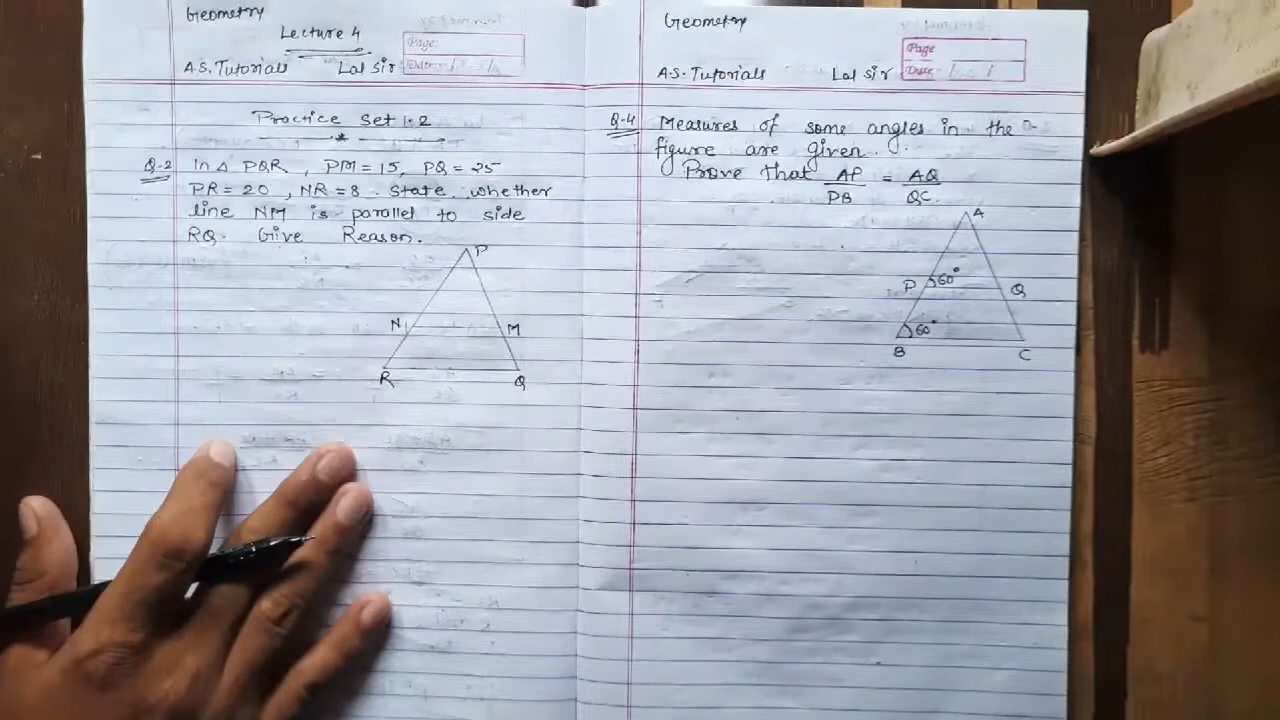 Geometry
Lecture 4
Page:
Date:
A.S. Tutorials Lal Sir
Practice Set 1.2
Q-2 In △ PQR, PM = 15, PQ = 25
PR = 20, NR = 8. State whether
line NM is parallel to side
RQ. Give Reason.
P
N M
R Q
Geometry
Page
Date:
A.S. Tutorials Lal Sir
Q-4 Measures of some angles in the
figure are given.
Prove that AP/PB = AQ/QC.
A
P 60° Q
60°
B C